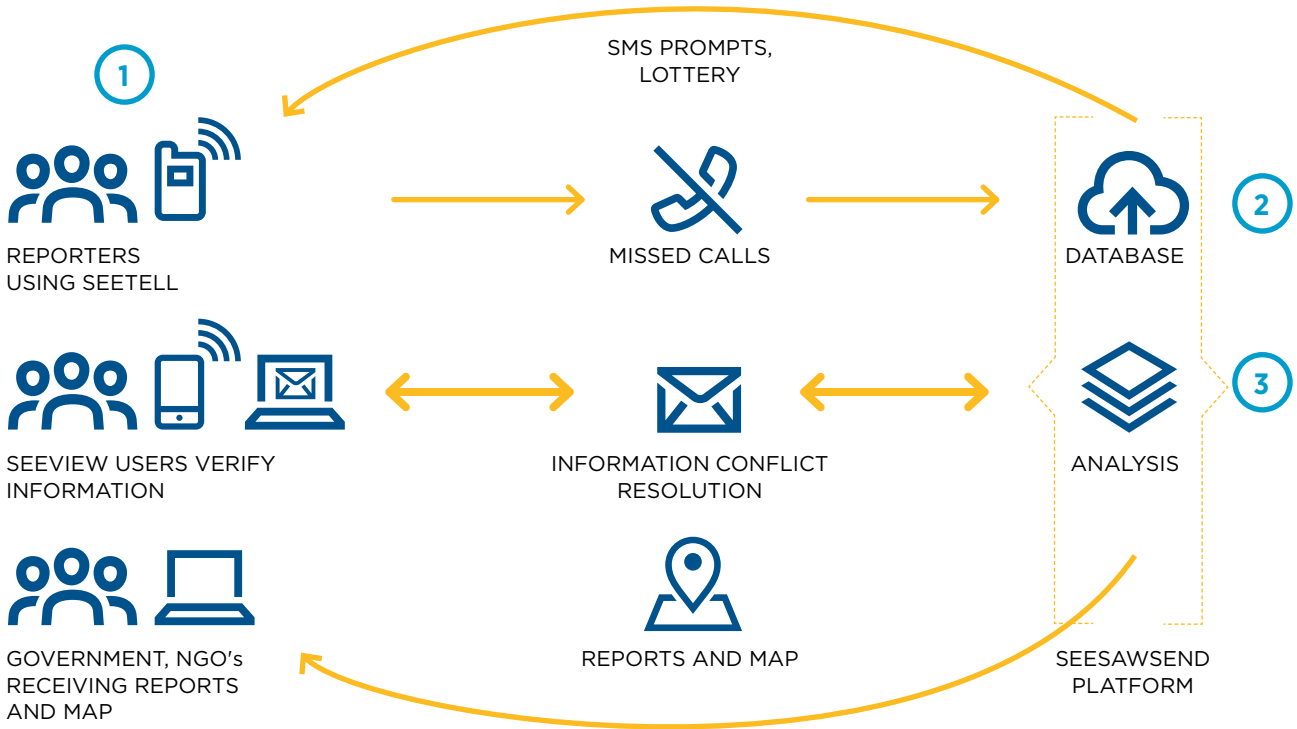 SMS PROMPTS,
LOTTERY
1
REPORTERS
USING SEETELL
MISSED CALLS
DATABASE
2
SEEVIEW USERS VERIFY
INFORMATION
INFORMATION CONFLICT
RESOLUTION
ANALYSIS
3
GOVERNMENT, NGO's
RECEIVING REPORTS
AND MAP
REPORTS AND MAP
SEESAWSEND
PLATFORM